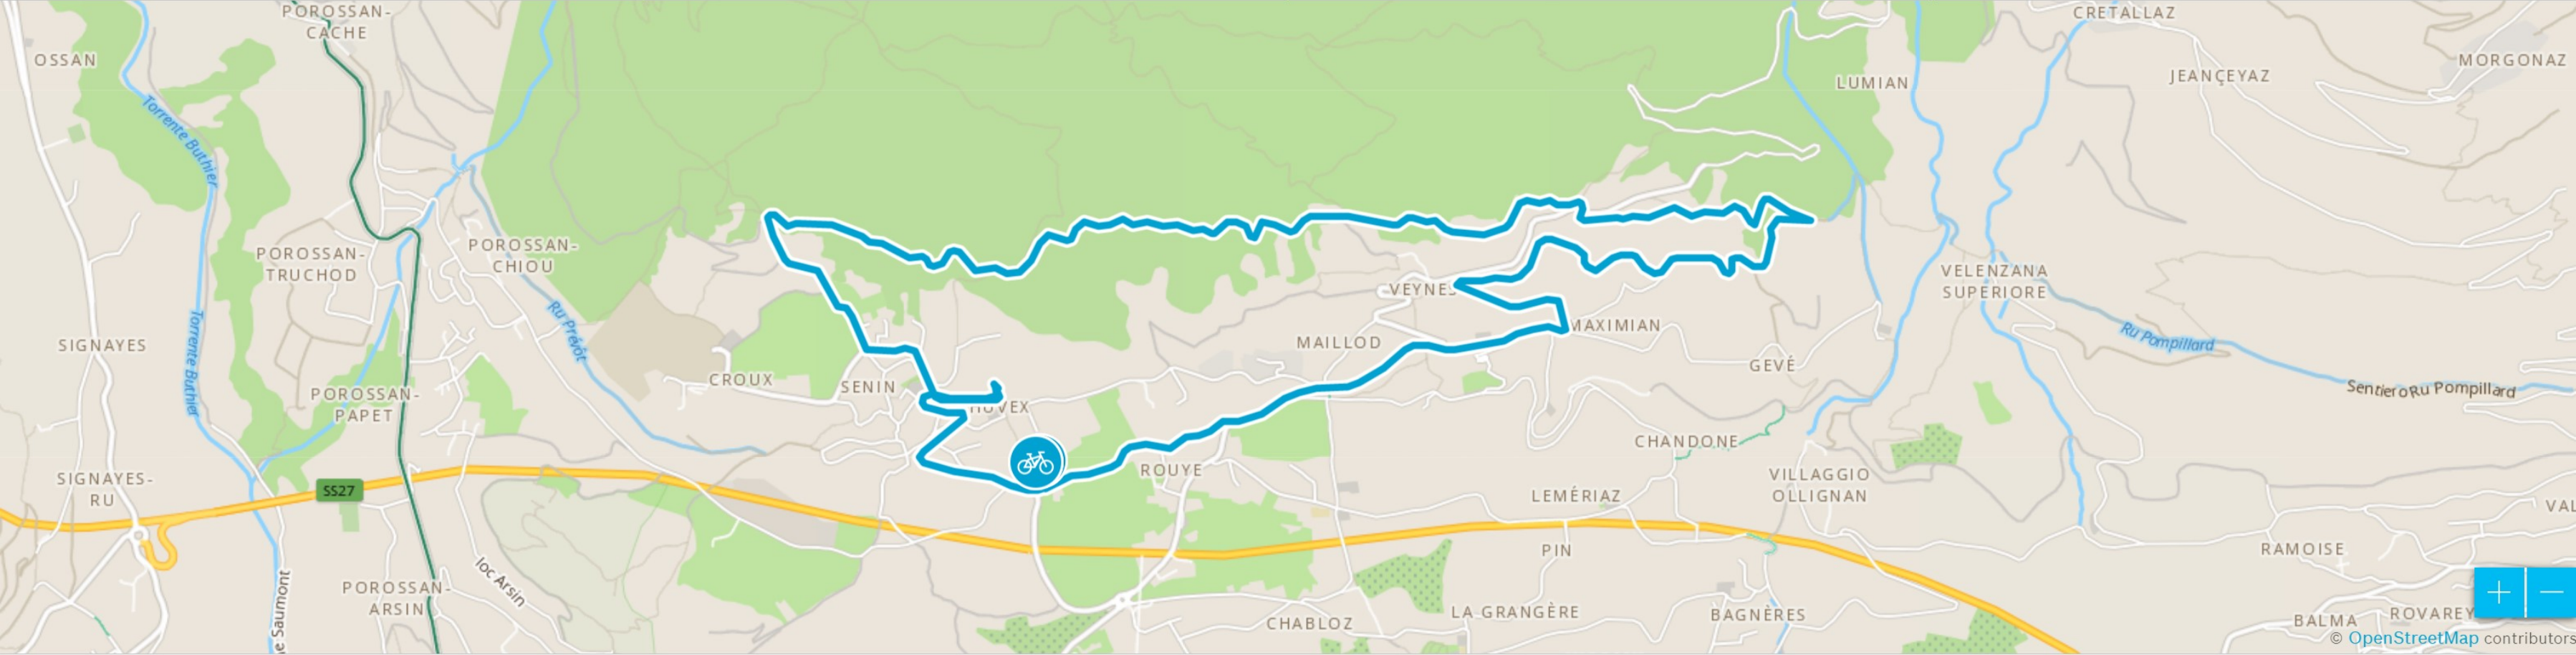 POROSSAN-
CACHE
CRETALLAZ
OSSAN
MORGONAZ
JEANÇEYAZ
LUMIAN
Torrente Buthier
POROSSAN-
TRUCHOD
POROSSAN-
CHIOU
VELENZANA
SUPERIORE
VEYNES
Ru Prévôt
Torrente Buthier
SIGNAYES
MAXIMIAN
MAILLOD
Ru Pompillard
GEVÉ
CROUX
SENIN
Sentiero Ru Pompillard
POROSSAN-
PAPET
CHANDONE
ROUYE
SIGNAYES-
RU
SS27
VILLAGGIO
OLLIGNAN
LEMÉRIAZ
VAL
PIN
RAMOISE
loc Arsin
POROSSAN-
ARSIN
e Saumont
CHABLOZ
LA GRANGÈRE
BAGNÈRES
BALMA
ROVAREY
+ −
© OpenStreetMap contributors